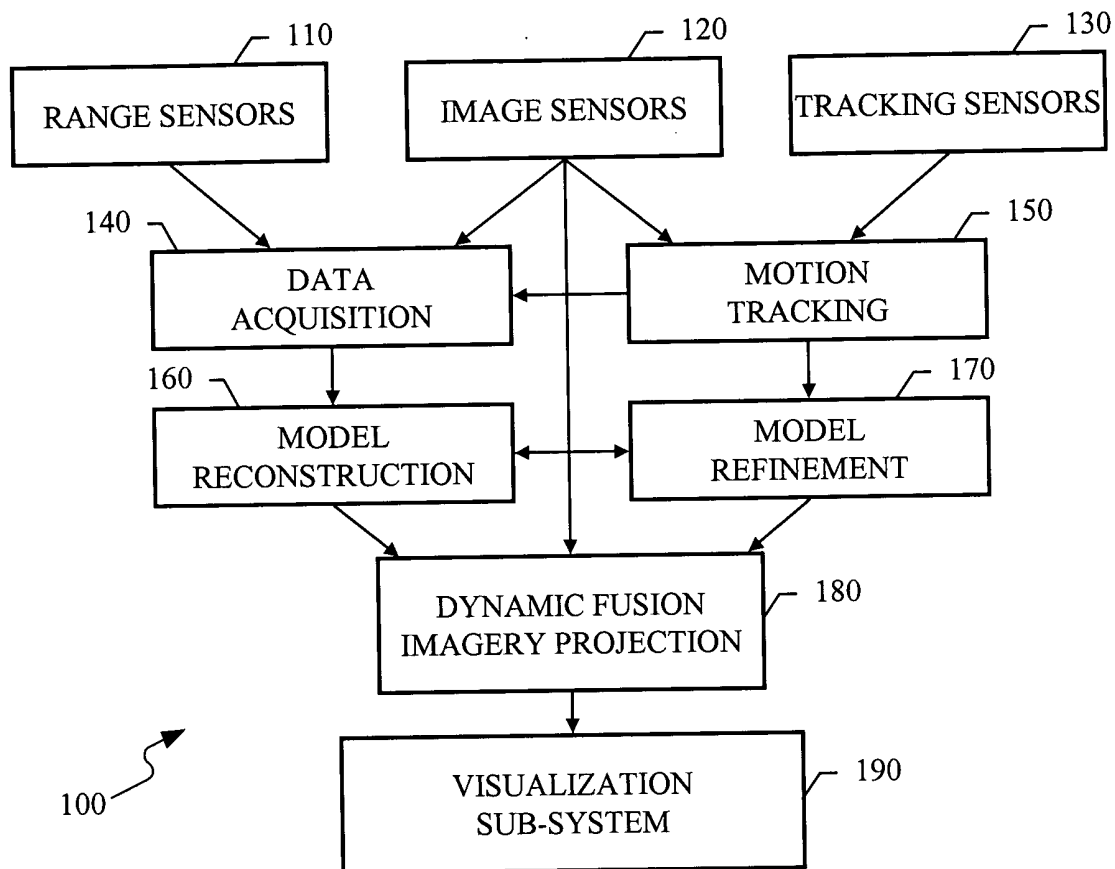 110
120
130
RANGE SENSORS
IMAGE SENSORS
TRACKING SENSORS
140
150
DATA
ACQUISITION
MOTION
TRACKING
160
170
MODEL
RECONSTRUCTION
MODEL
REFINEMENT
DYNAMIC FUSION
IMAGERY PROJECTION
180
100
VISUALIZATION
SUB-SYSTEM
190